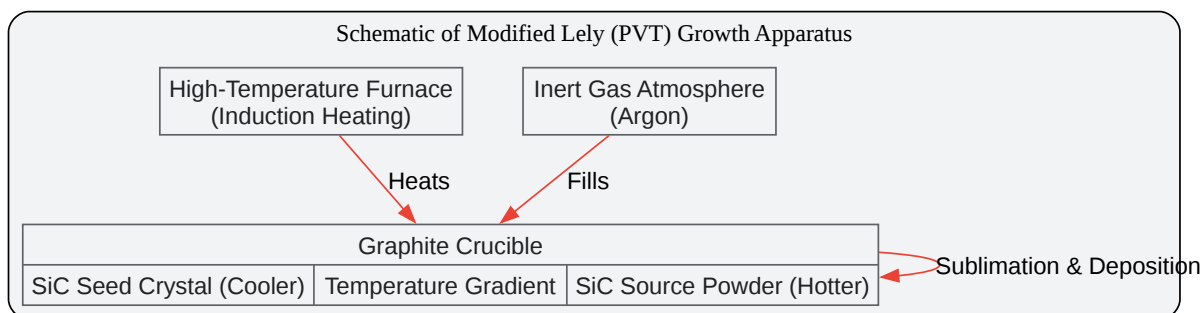 Schematic of Modified Lely (PVT) Growth Apparatus
High-Temperature Furnace
(Induction Heating)
Inert Gas Atmosphere
(Argon)
Heats
Fills
Graphite Crucible
SiC Seed Crystal (Cooler)
Temperature Gradient
SiC Source Powder (Hotter)
Sublimation & Deposition